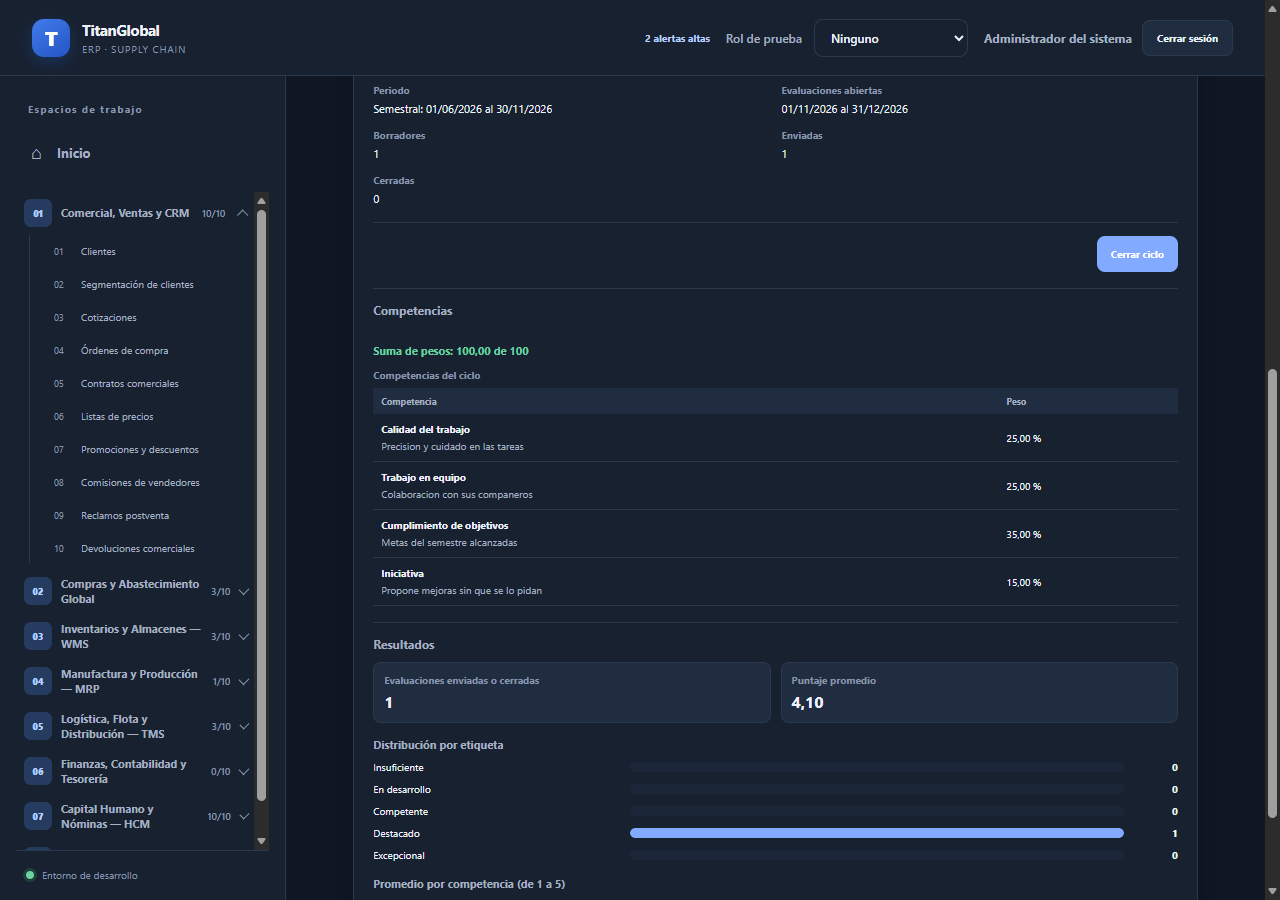 T
TitanGlobal
ERP · SUPPLY CHAIN
2 alertas altas
Rol de prueba
Ninguno
Administrador del sistema
Cerrar sesión
Espacios de trabajo
Inicio
01 Comercial, Ventas y CRM 10/10
01 Clientes
02 Segmentación de clientes
03 Cotizaciones
04 Órdenes de compra
05 Contratos comerciales
06 Listas de precios
07 Promociones y descuentos
08 Comisiones de vendedores
09 Reclamos postventa
10 Devoluciones comerciales
02 Compras y Abastecimiento
Global
3/10
03 Inventarios y Almacenes —
WMS
3/10
04 Manufactura y Producción
— MRP
1/10
05 Logística, Flota y
Distribución — TMS
3/10
06 Finanzas, Contabilidad y
Tesorería
0/10
07 Capital Humano y
Nóminas — HCM
10/10
Entorno de desarrollo
Periodo
Semestral: 01/06/2026 al 30/11/2026
Evaluaciones abiertas
01/11/2026 al 31/12/2026
Borradores
1
Enviadas
1
Cerradas
0
Cerrar ciclo
Competencias
Suma de pesos: 100,00 de 100
Competencias del ciclo
Competencia Peso
Calidad del trabajo
Precision y cuidado en las tareas
25,00 %
Trabajo en equipo
Colaboracion con sus companeros
25,00 %
Cumplimiento de objetivos
Metas del semestre alcanzadas
35,00 %
Iniciativa
Propone mejoras sin que se lo pidan
15,00 %
Resultados
Evaluaciones enviadas o cerradas
1
Puntaje promedio
4,10
Distribución por etiqueta
Insuficiente 0
En desarrollo 0
Competente 0
Destacado 1
Excepcional 0
Promedio por competencia (de 1 a 5)